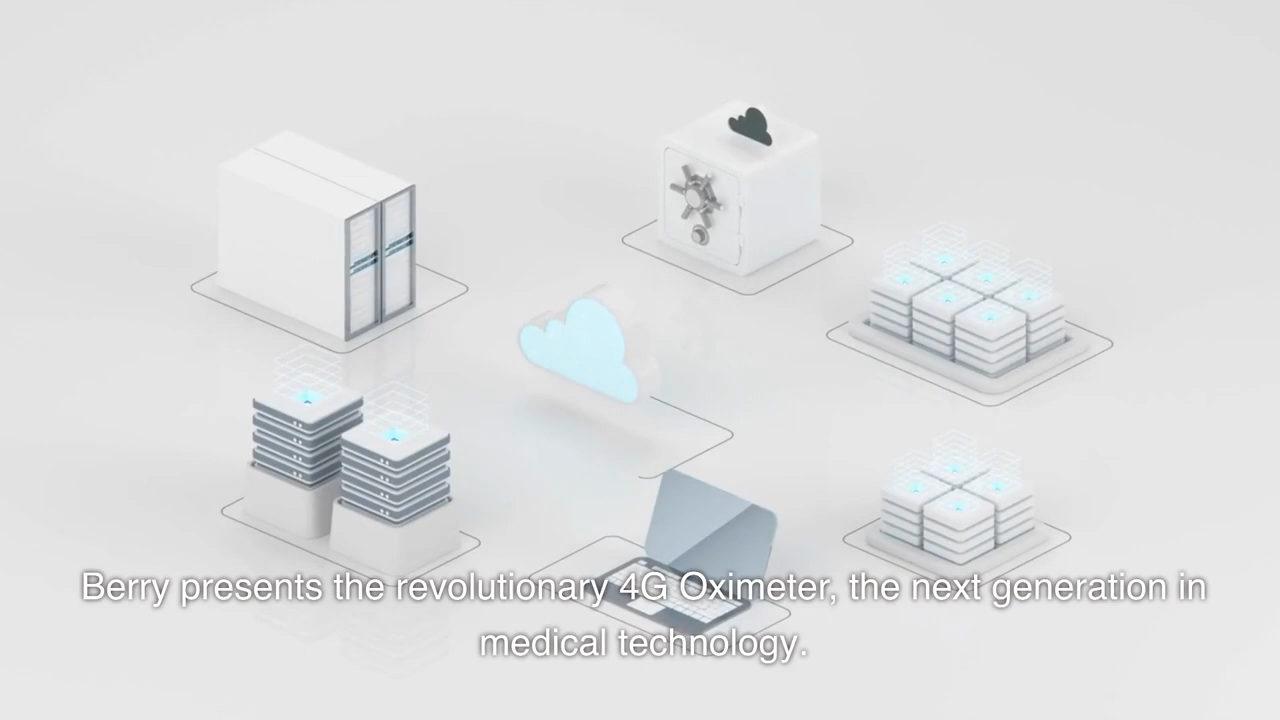 Berry presents the revolutionary 4G Oximeter, the next generation in
medical technology.